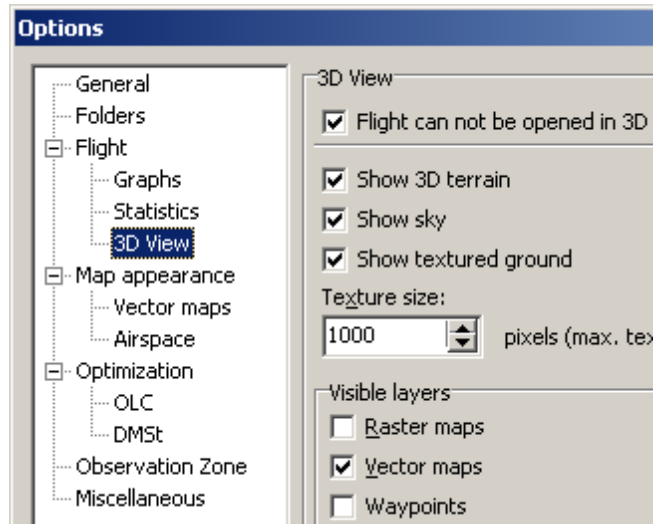 Options
General
Folders
Flight
Graphs
Statistics
3D View
Map appearance
Vector maps
Airspace
Optimization
OLC
DMSt
Observation Zone
Miscellaneous
3D View
Flight can not be opened in 3D
Show 3D terrain
Show sky
Show textured ground
Texture size:
1000 pixels (max. tex
Visible layers
Raster maps
Vector maps
Waypoints